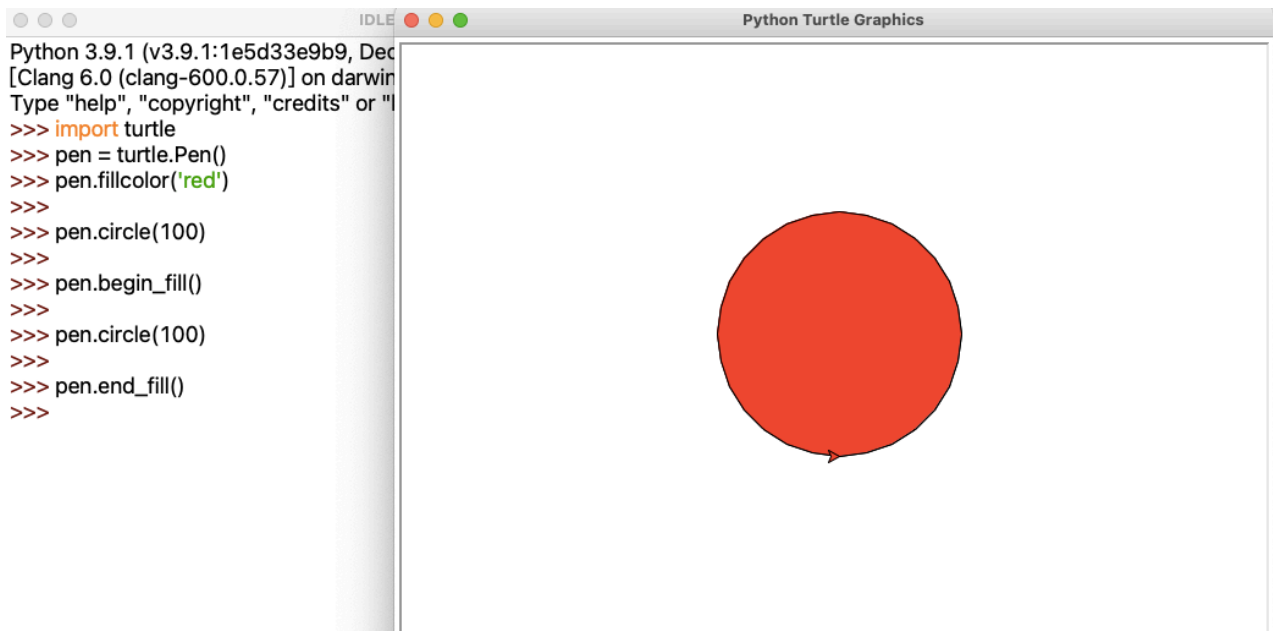 IDLE
Python Turtle Graphics
Python 3.9.1 (v3.9.1:1e5d33e9b9, Dec
[Clang 6.0 (clang-600.0.57)] on darwin
Type "help", "copyright", "credits" or "l
>>> import turtle
>>> pen = turtle.Pen()
>>> pen.fillcolor('red')
>>>
>>> pen.circle(100)
>>>
>>> pen.begin_fill()
>>>
>>> pen.circle(100)
>>>
>>> pen.end_fill()
>>>